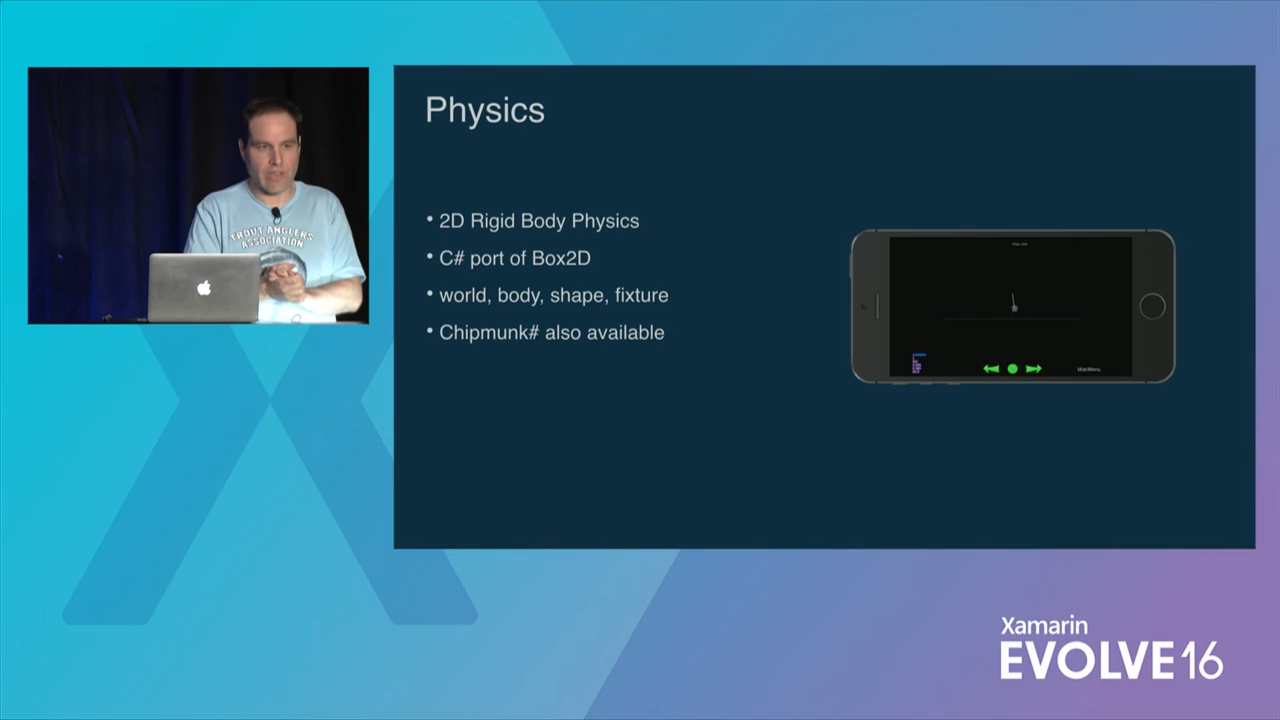 Physics
• 2D Rigid Body Physics
• C# port of Box2D
• world, body, shape, fixture
• Chipmunk# also available
TROUT ANGLERS
ASSOCIATION
MainMenu
Xamarin
EVOLVE16